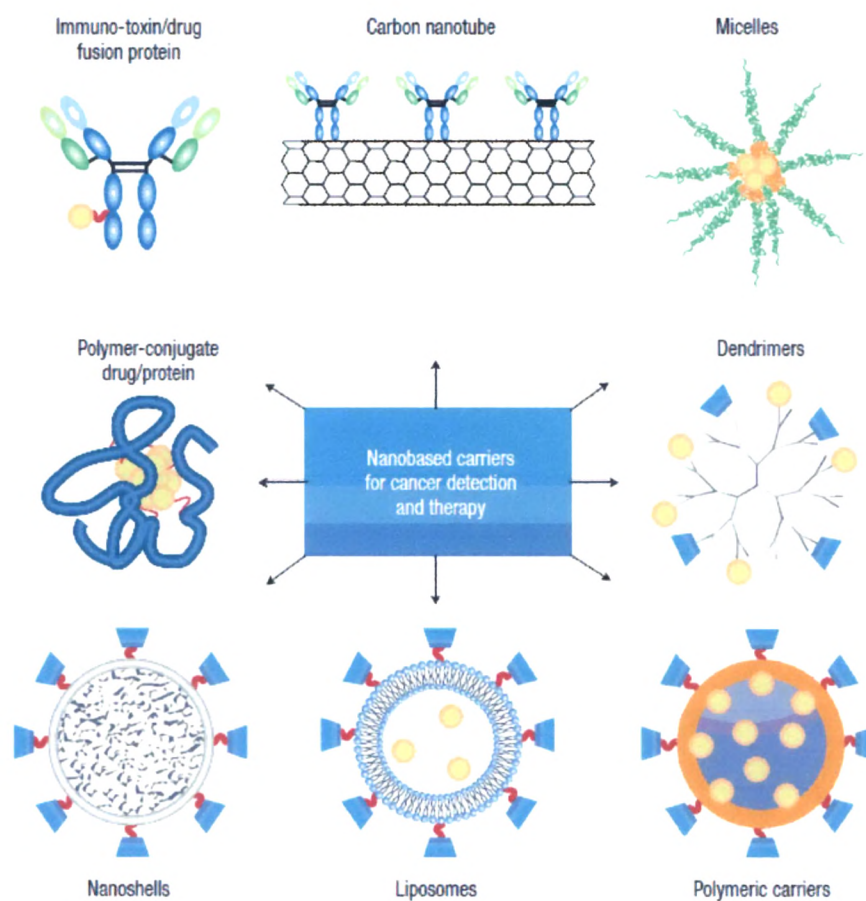 Immuno-toxin/drug
fusion protein
Carbon nanotube
Micelles
Polymer-conjugate
drug/protein
Dendrimers
Nanobased carriers
for cancer detection
and therapy
Nanoshells
Liposomes
Polymeric carriers